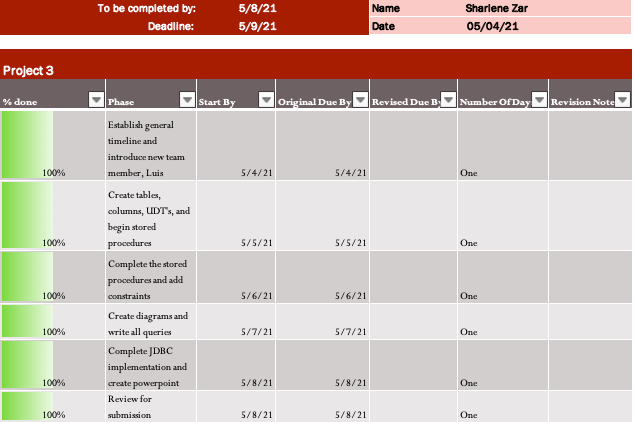 To be completed by: 5/8/21 Name Sharlene Zar
Deadline: 5/9/21 Date 05/04/21
Project 3
% done Phase Start By Original Due By Revised Due By Number Of Day Revision Note
Establish general
timeline and
introduce new team
member, Luis
100% 5/4/21 5/4/21 One
Create tables,
columns, UDT's, and
begin stored
procedures
100% 5/5/21 5/5/21 One
Complete the stored
procedures and add
constraints
100% 5/6/21 5/6/21 One
Create diagrams and
write all queries
100% 5/7/21 5/7/21 One
Complete JDBC
implementation and
create powerpoint
100% 5/8/21 5/8/21 One
Review for
submission
100% 5/8/21 5/8/21 One